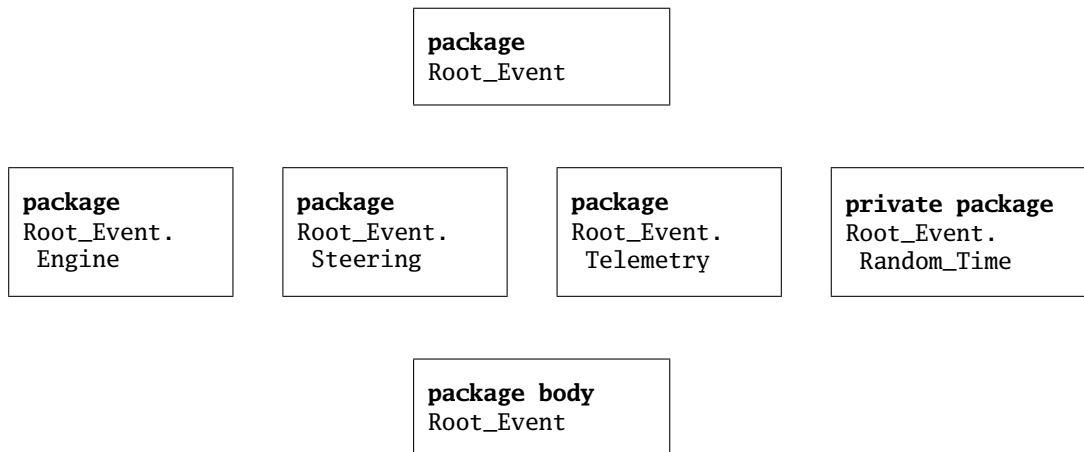 package
Root_Event
package
Root_Event.
Engine
package
Root_Event.
Steering
package
Root_Event.
Telemetry
private package
Root_Event.
Random_Time
package body
Root_Event